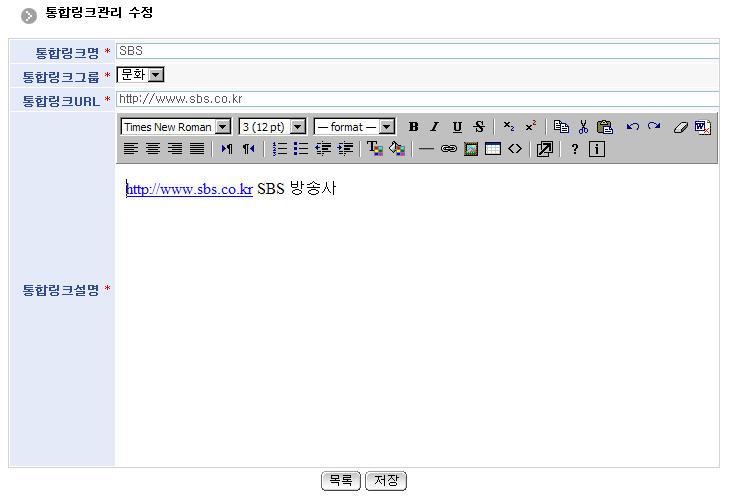 통합링크관리 수정
통합링크명 * SBS
통합링크그룹 * 문화
통합링크URL * http://www.sbs.co.kr
Times New Roman 3 (12 pt) — format — B I U S x₂ x² W
T ? i
http://www.sbs.co.kr SBS 방송사
통합링크설명 *
목록 저장